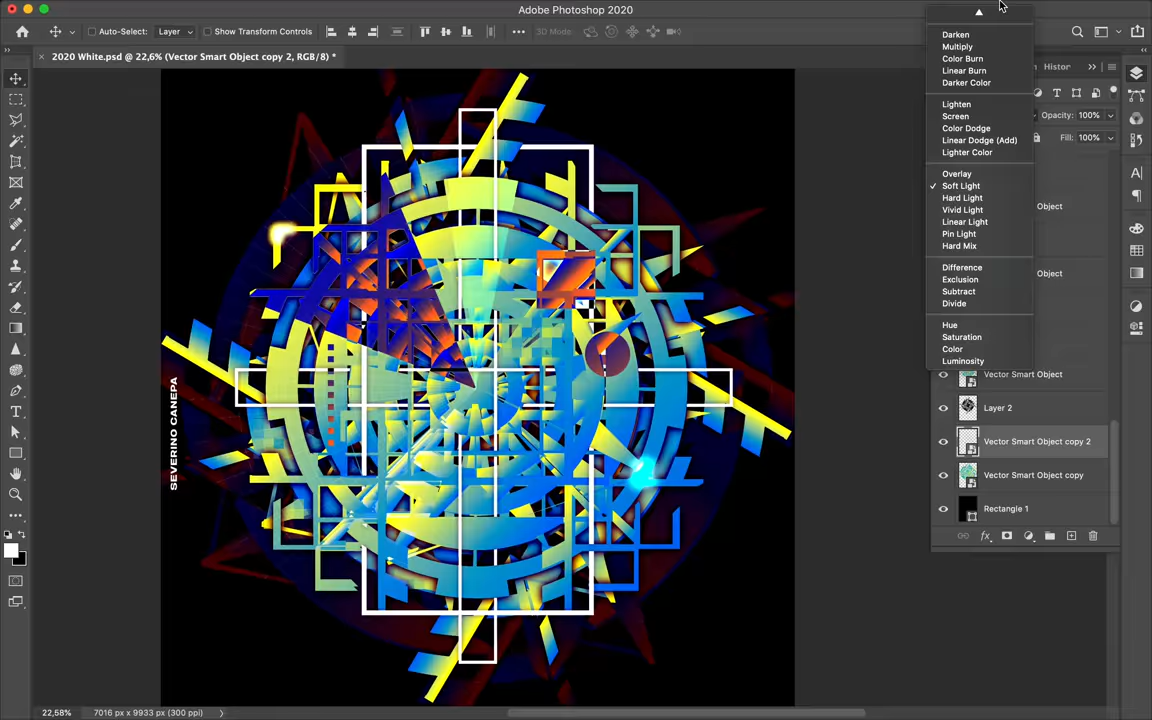 Adobe Photoshop 2020
Auto-Select: Layer Show Transform Controls 3D Mode:
2020 White.psd @ 22,6% (Vector Smart Object copy 2, RGB/8) *
Histor
Opacity: 100%
Fill: 100%
Darken
Multiply
Color Burn
Linear Burn
Darker Color
Lighten
Screen
Color Dodge
Linear Dodge (Add)
Lighter Color
Overlay
Soft Light
Hard Light
Vivid Light
Linear Light
Pin Light
Hard Mix
Difference
Exclusion
Subtract
Divide
Hue
Saturation
Color
Luminosity
Object
Object
Vector Smart Object
Layer 2
Vector Smart Object copy 2
Vector Smart Object copy
Rectangle 1
fx
SEVERINO CANEPA
22,58% 7016 px x 9933 px (300 ppi)